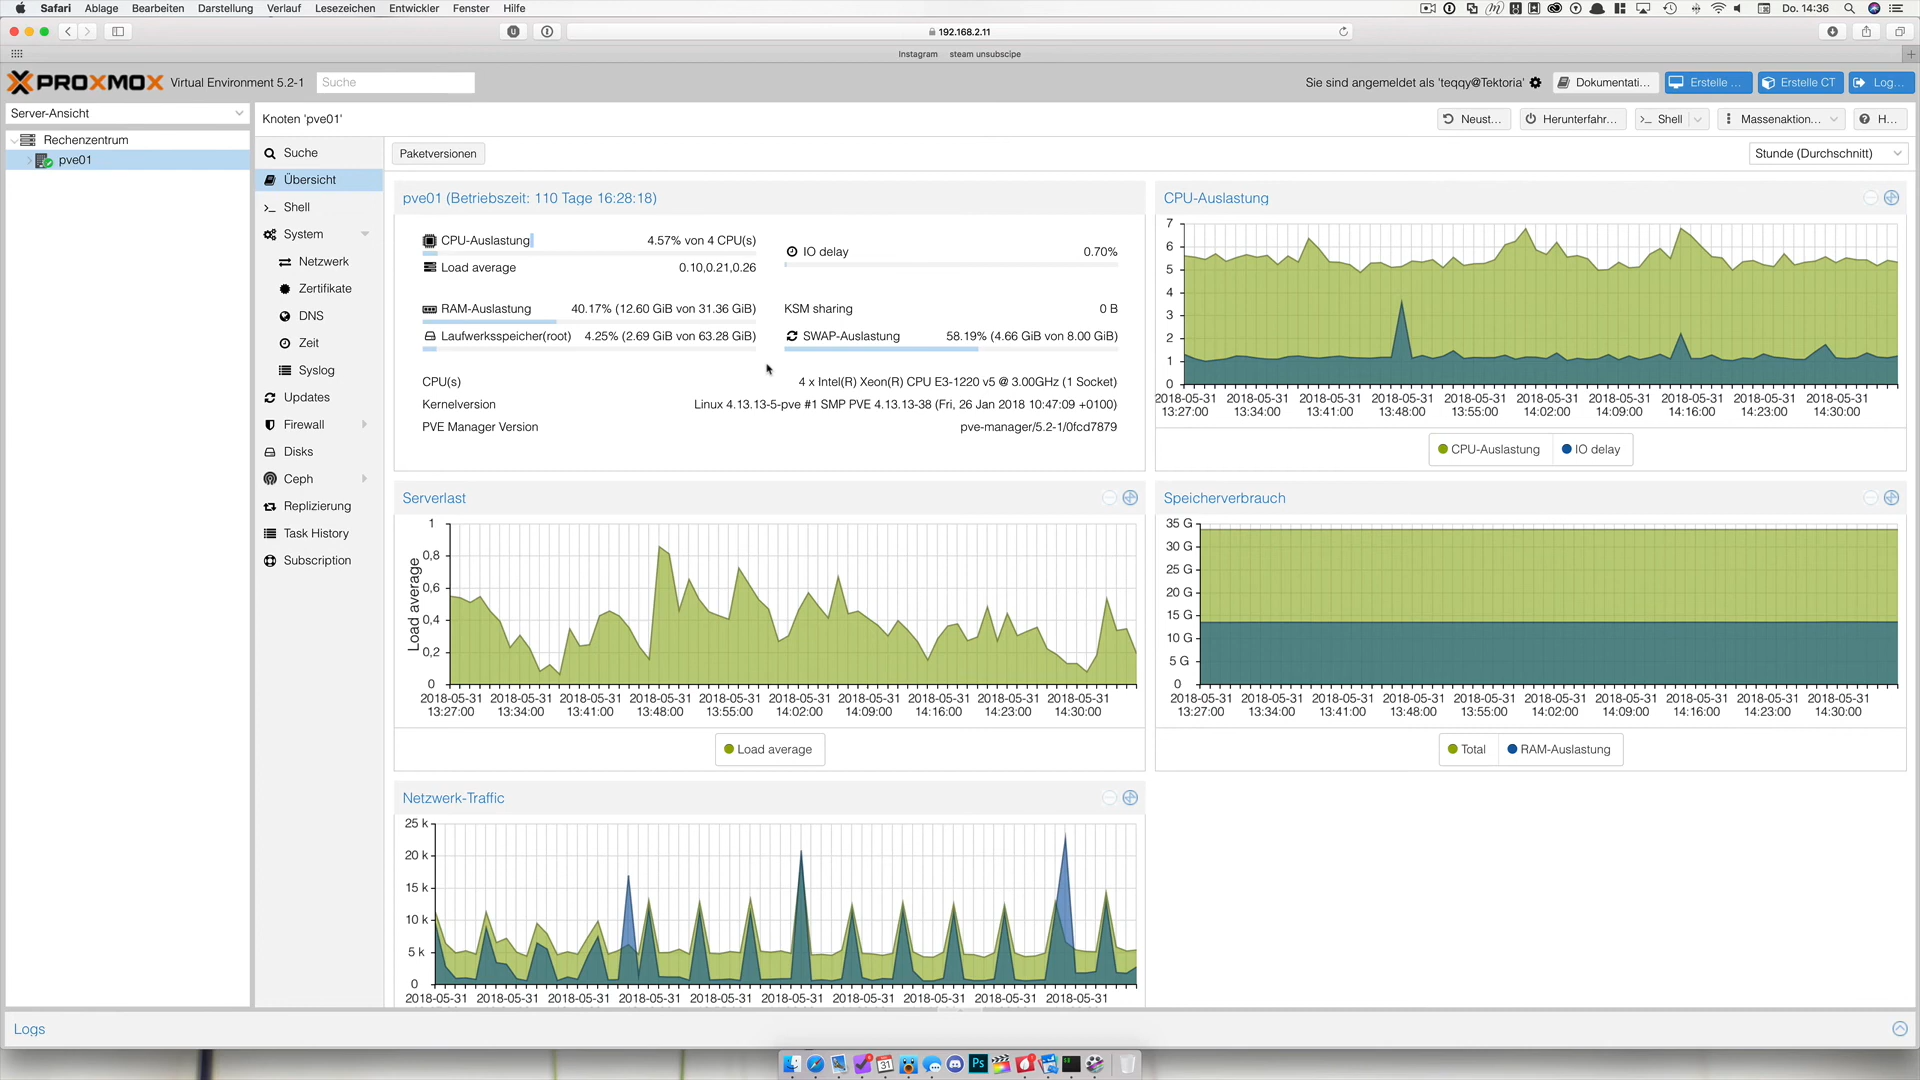 Safari Ablage Bearbeiten Darstellung Verlauf Lesezeichen Entwickler Fenster Hilfe Do. 14:36
192.168.2.11
Instagram steam unsubscipe
PROXMOX Virtual Environment 5.2-1 Suche Sie sind angemeldet als 'teqqy@Tektoria' Dokumentati... Erstelle ... Erstelle CT Log...
Server-Ansicht
Rechenzentrum
pve01
Knoten 'pve01' Neust... Herunterfahr... >_ Shell Massenaktion... H...
Suche
Übersicht
>_ Shell
System
Netzwerk
Zertifikate
DNS
Zeit
Syslog
Updates
Firewall
Disks
Ceph
Replizierung
Task History
Subscription
Paketversionen Stunde (Durchschnitt)
pve01 (Betriebszeit: 110 Tage 16:28:18)
CPU-Auslastung 4.57% von 4 CPU(s)
IO delay 0.70%
Load average 0.10,0.21,0.26
RAM-Auslastung 40.17% (12.60 GiB von 31.36 GiB)
KSM sharing 0 B
Laufwerksspeicher(root) 4.25% (2.69 GiB von 63.28 GiB)
SWAP-Auslastung 58.19% (4.66 GiB von 8.00 GiB)
CPU(s) 4 x Intel(R) Xeon(R) CPU E3-1220 v5 @ 3.00GHz (1 Socket)
Kernelversion Linux 4.13.13-5-pve #1 SMP PVE 4.13.13-38 (Fri, 26 Jan 2018 10:47:09 +0100)
PVE Manager Version pve-manager/5.2-1/0fcd7879
CPU-Auslastung
7
6
5
4
3
2
1
0
2018-05-31 2018-05-31 2018-05-31 2018-05-31 2018-05-31 2018-05-31 2018-05-31 2018-05-31 2018-05-31 2018-05-31
13:27:00 13:34:00 13:41:00 13:48:00 13:55:00 14:02:00 14:09:00 14:16:00 14:23:00 14:30:00
CPU-Auslastung IO delay
Serverlast
Load average
1
0,8
0,6
0,4
0,2
0
2018-05-31 2018-05-31 2018-05-31 2018-05-31 2018-05-31 2018-05-31 2018-05-31 2018-05-31 2018-05-31 2018-05-31
13:27:00 13:34:00 13:41:00 13:48:00 13:55:00 14:02:00 14:09:00 14:16:00 14:23:00 14:30:00
Load average
Speicherverbrauch
35 G
30 G
25 G
20 G
15 G
10 G
5 G
0
2018-05-31 2018-05-31 2018-05-31 2018-05-31 2018-05-31 2018-05-31 2018-05-31 2018-05-31 2018-05-31 2018-05-31
13:27:00 13:34:00 13:41:00 13:48:00 13:55:00 14:02:00 14:09:00 14:16:00 14:23:00 14:30:00
Total RAM-Auslastung
Netzwerk-Traffic
25 k
20 k
15 k
10 k
5 k
0
2018-05-31 2018-05-31 2018-05-31 2018-05-31 2018-05-31 2018-05-31 2018-05-31 2018-05-31 2018-05-31 2018-05-31
Logs
31 Ps